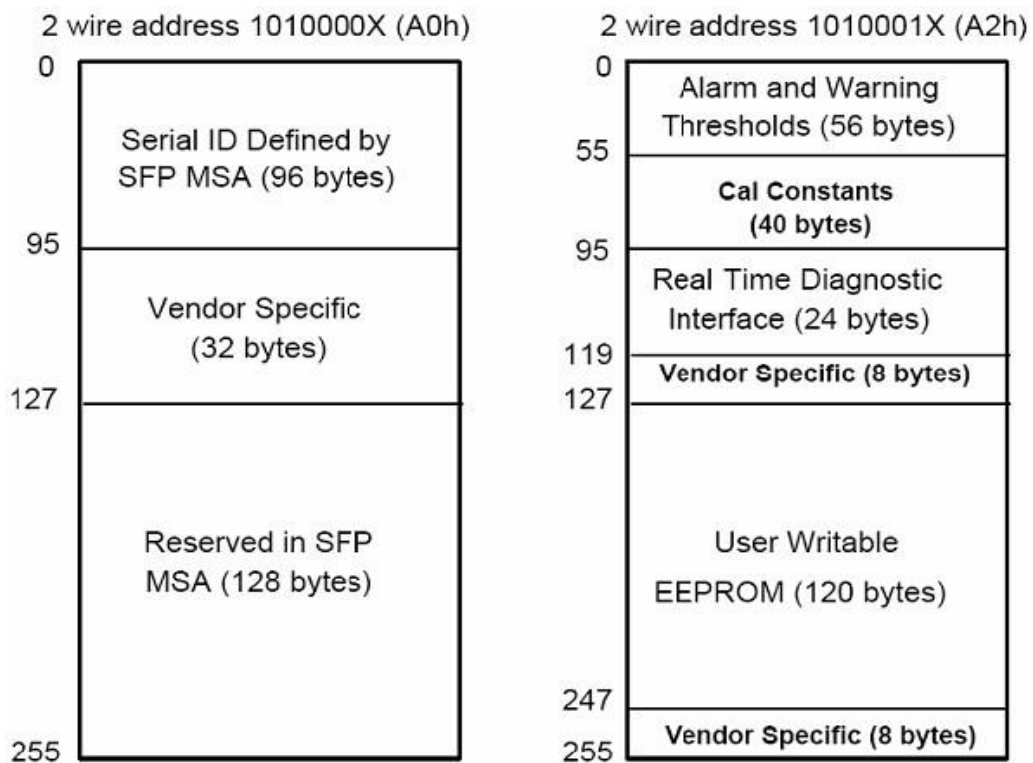 2 wire address 1010000X (A0h)
0
Serial ID Defined by
SFP MSA (96 bytes)
95
Vendor Specific
(32 bytes)
127
Reserved in SFP
MSA (128 bytes)
255
2 wire address 1010001X (A2h)
0
Alarm and Warning
Thresholds (56 bytes)
55
Cal Constants
(40 bytes)
95
Real Time Diagnostic
Interface (24 bytes)
119
Vendor Specific (8 bytes)
127
User Writable
EEPROM (120 bytes)
247
Vendor Specific (8 bytes)
255